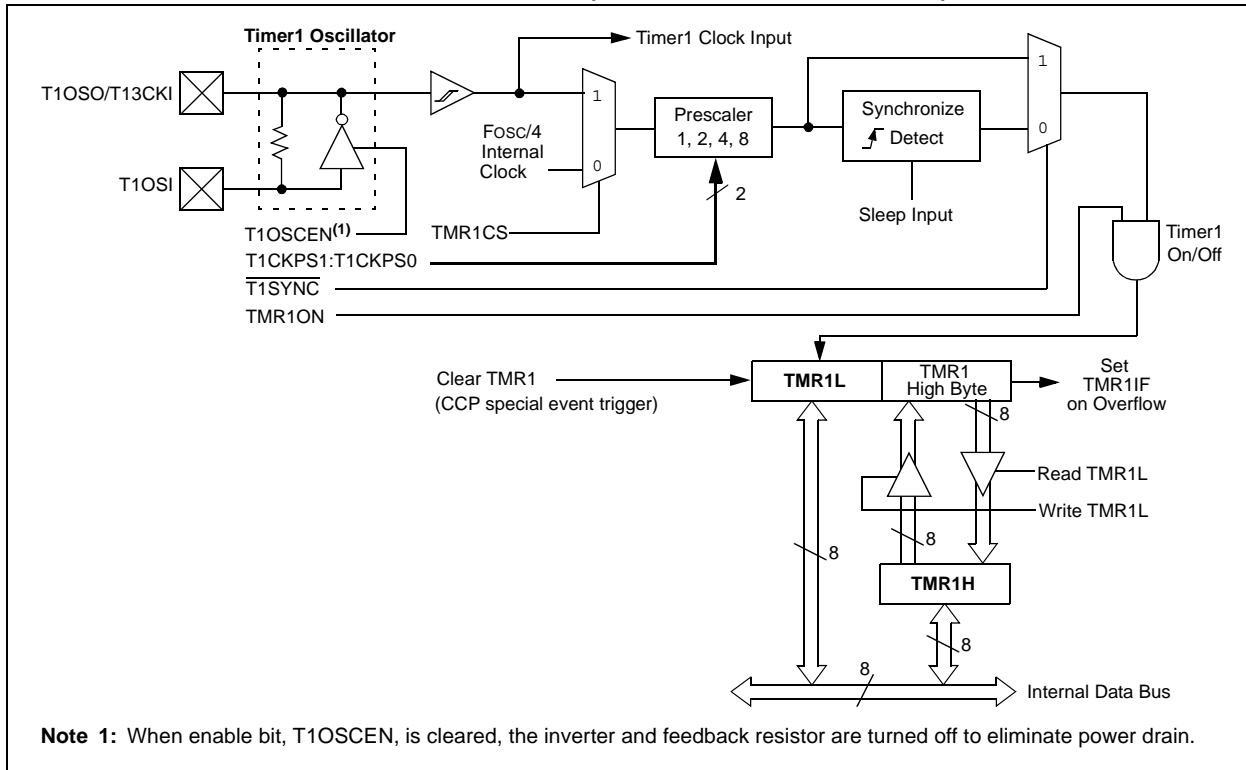 Timer1 Oscillator
Timer1 Clock Input
T1OSO/T13CKI
T1OSI
1
0
FOSC/4
Internal
Clock
Prescaler
1, 2, 4, 8
2
Synchronize
Detect
Sleep Input
1
0
T1OSCEN(1)
TMR1CS
T1CKPS1:T1CKPS0
T1SYNC
TMR1ON
Timer1
On/Off
Clear TMR1
(CCP special event trigger)
TMR1L
TMR1
High Byte
Set
TMR1IF
on Overflow
8
Read TMR1L
Write TMR1L
8
8
TMR1H
8
8
Internal Data Bus
Note 1: When enable bit, T1OSCEN, is cleared, the inverter and feedback resistor are turned off to eliminate power drain.